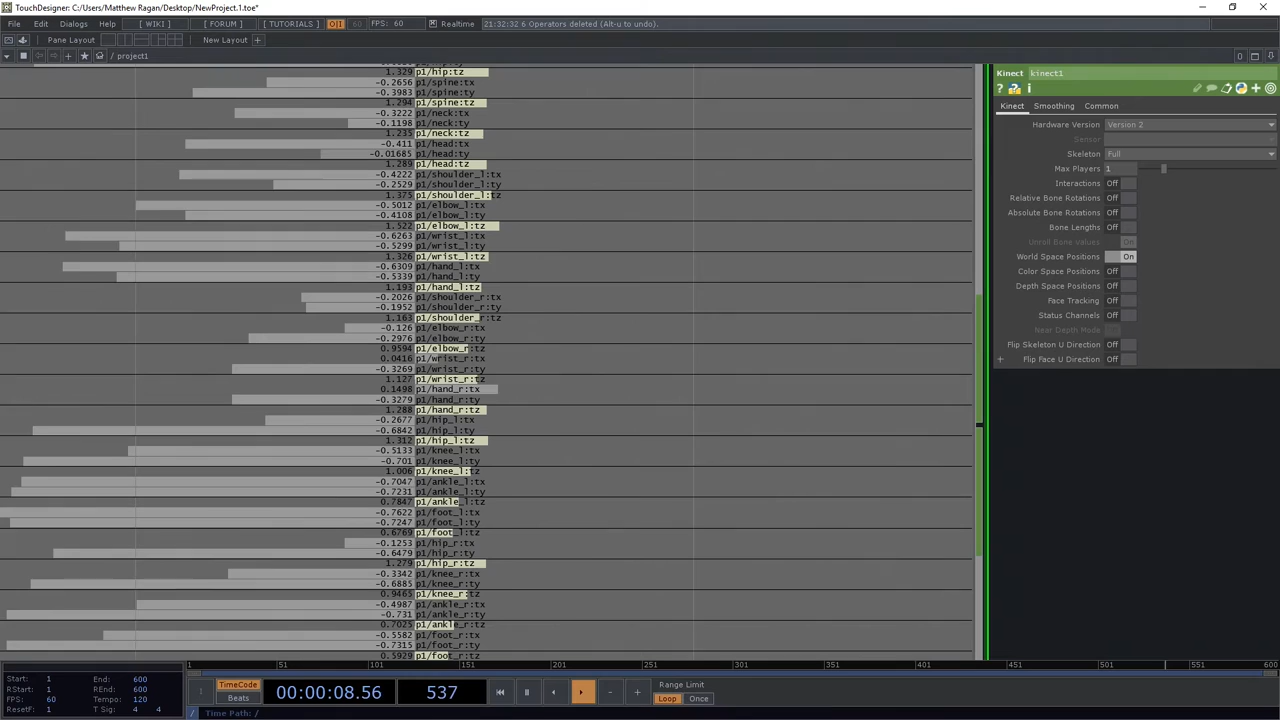 TouchDesigner: C:/Users/Matthew Ragan/Desktop/NewProject.1.toe*
File Edit Dialogs Help [ WIKI ] [ FORUM ] [ TUTORIALS ] O|I FPS: 60 Realtime 21:32:32 6 Operators deleted (Alt-u to undo).
Pane Layout New Layout +
/ project1
1.329 p1/hip:tz
-0.2656 p1/spine:tx
-0.3983 p1/spine:ty
1.294 p1/spine:tz
-0.3222 p1/neck:tx
-0.1198 p1/neck:ty
1.235 p1/neck:tz
-0.411 p1/head:tx
-0.01685 p1/head:ty
1.289 p1/head:tz
-0.4222 p1/shoulder_l:tx
-0.2529 p1/shoulder_l:ty
1.375 p1/shoulder_l:tz
-0.5012 p1/elbow_l:tx
-0.4108 p1/elbow_l:ty
1.522 p1/elbow_l:tz
-0.6263 p1/wrist_l:tx
-0.5299 p1/wrist_l:ty
1.326 p1/wrist_l:tz
-0.6309 p1/hand_l:tx
-0.5339 p1/hand_l:ty
1.193 p1/hand_l:tz
-0.2026 p1/shoulder_r:tx
-0.1952 p1/shoulder_r:ty
1.163 p1/shoulder_r:tz
-0.126 p1/elbow_r:tx
-0.2976 p1/elbow_r:ty
0.9594 p1/elbow_r:tz
0.0416 p1/wrist_r:tx
-0.3269 p1/wrist_r:ty
1.127 p1/wrist_r:tz
0.1498 p1/hand_r:tx
-0.3279 p1/hand_r:ty
1.288 p1/hand_r:tz
-0.2677 p1/hip_l:tx
-0.6842 p1/hip_l:ty
1.312 p1/hip_l:tz
-0.5133 p1/knee_l:tx
-0.701 p1/knee_l:ty
1.006 p1/knee_l:tz
-0.7047 p1/ankle_l:tx
-0.7231 p1/ankle_l:ty
0.7847 p1/ankle_l:tz
-0.7622 p1/foot_l:tx
-0.7247 p1/foot_l:ty
0.6769 p1/foot_l:tz
-0.1253 p1/hip_r:tx
-0.6479 p1/hip_r:ty
1.279 p1/hip_r:tz
-0.3342 p1/knee_r:tx
-0.6885 p1/knee_r:ty
0.9465 p1/knee_r:tz
-0.4987 p1/ankle_r:tx
-0.731 p1/ankle_r:ty
0.7025 p1/ankle_r:tz
-0.5582 p1/foot_r:tx
-0.7315 p1/foot_r:ty
0.5929 p1/foot_r:tz
Kinect kinect1
? i
Kinect Smoothing Common
Hardware Version Version 2
Sensor
Skeleton Full
Max Players 1
Interactions Off
Relative Bone Rotations Off
Absolute Bone Rotations Off
Bone Lengths Off
Unroll Bone Values On
World Space Positions On
Color Space Positions Off
Depth Space Positions Off
Face Tracking Off
Status Channels Off
Near Depth Mode
Flip Skeleton U Direction Off
+ Flip Face U Direction Off
1 51 101 151 201 251 301 351 451 501 551 600
Start: 1 End: 600
RStart: 1 REnd: 600
FPS: 60 Tempo: 120
ResetF: 1 T Sig: 4 4
TimeCode
Beats
00:00:08.56 537
Range Limit
Loop Once
/ Time Path: /